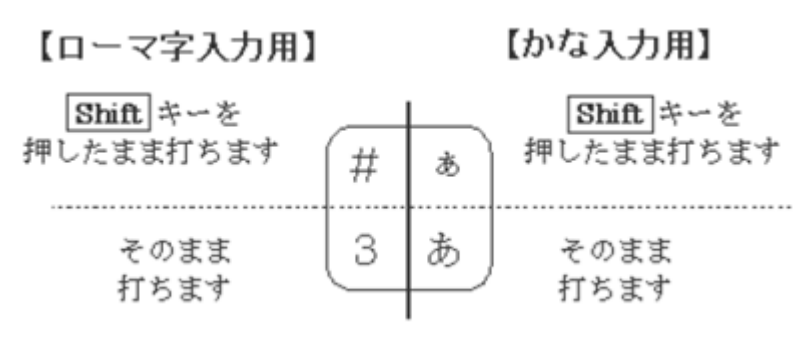 【ローマ字入力用】
【かな入力用】
Shift キーを
押したまま打ちます
Shift キーを
押したまま打ちます
# ぁ
3 あ
そのまま
打ちます
そのまま
打ちます